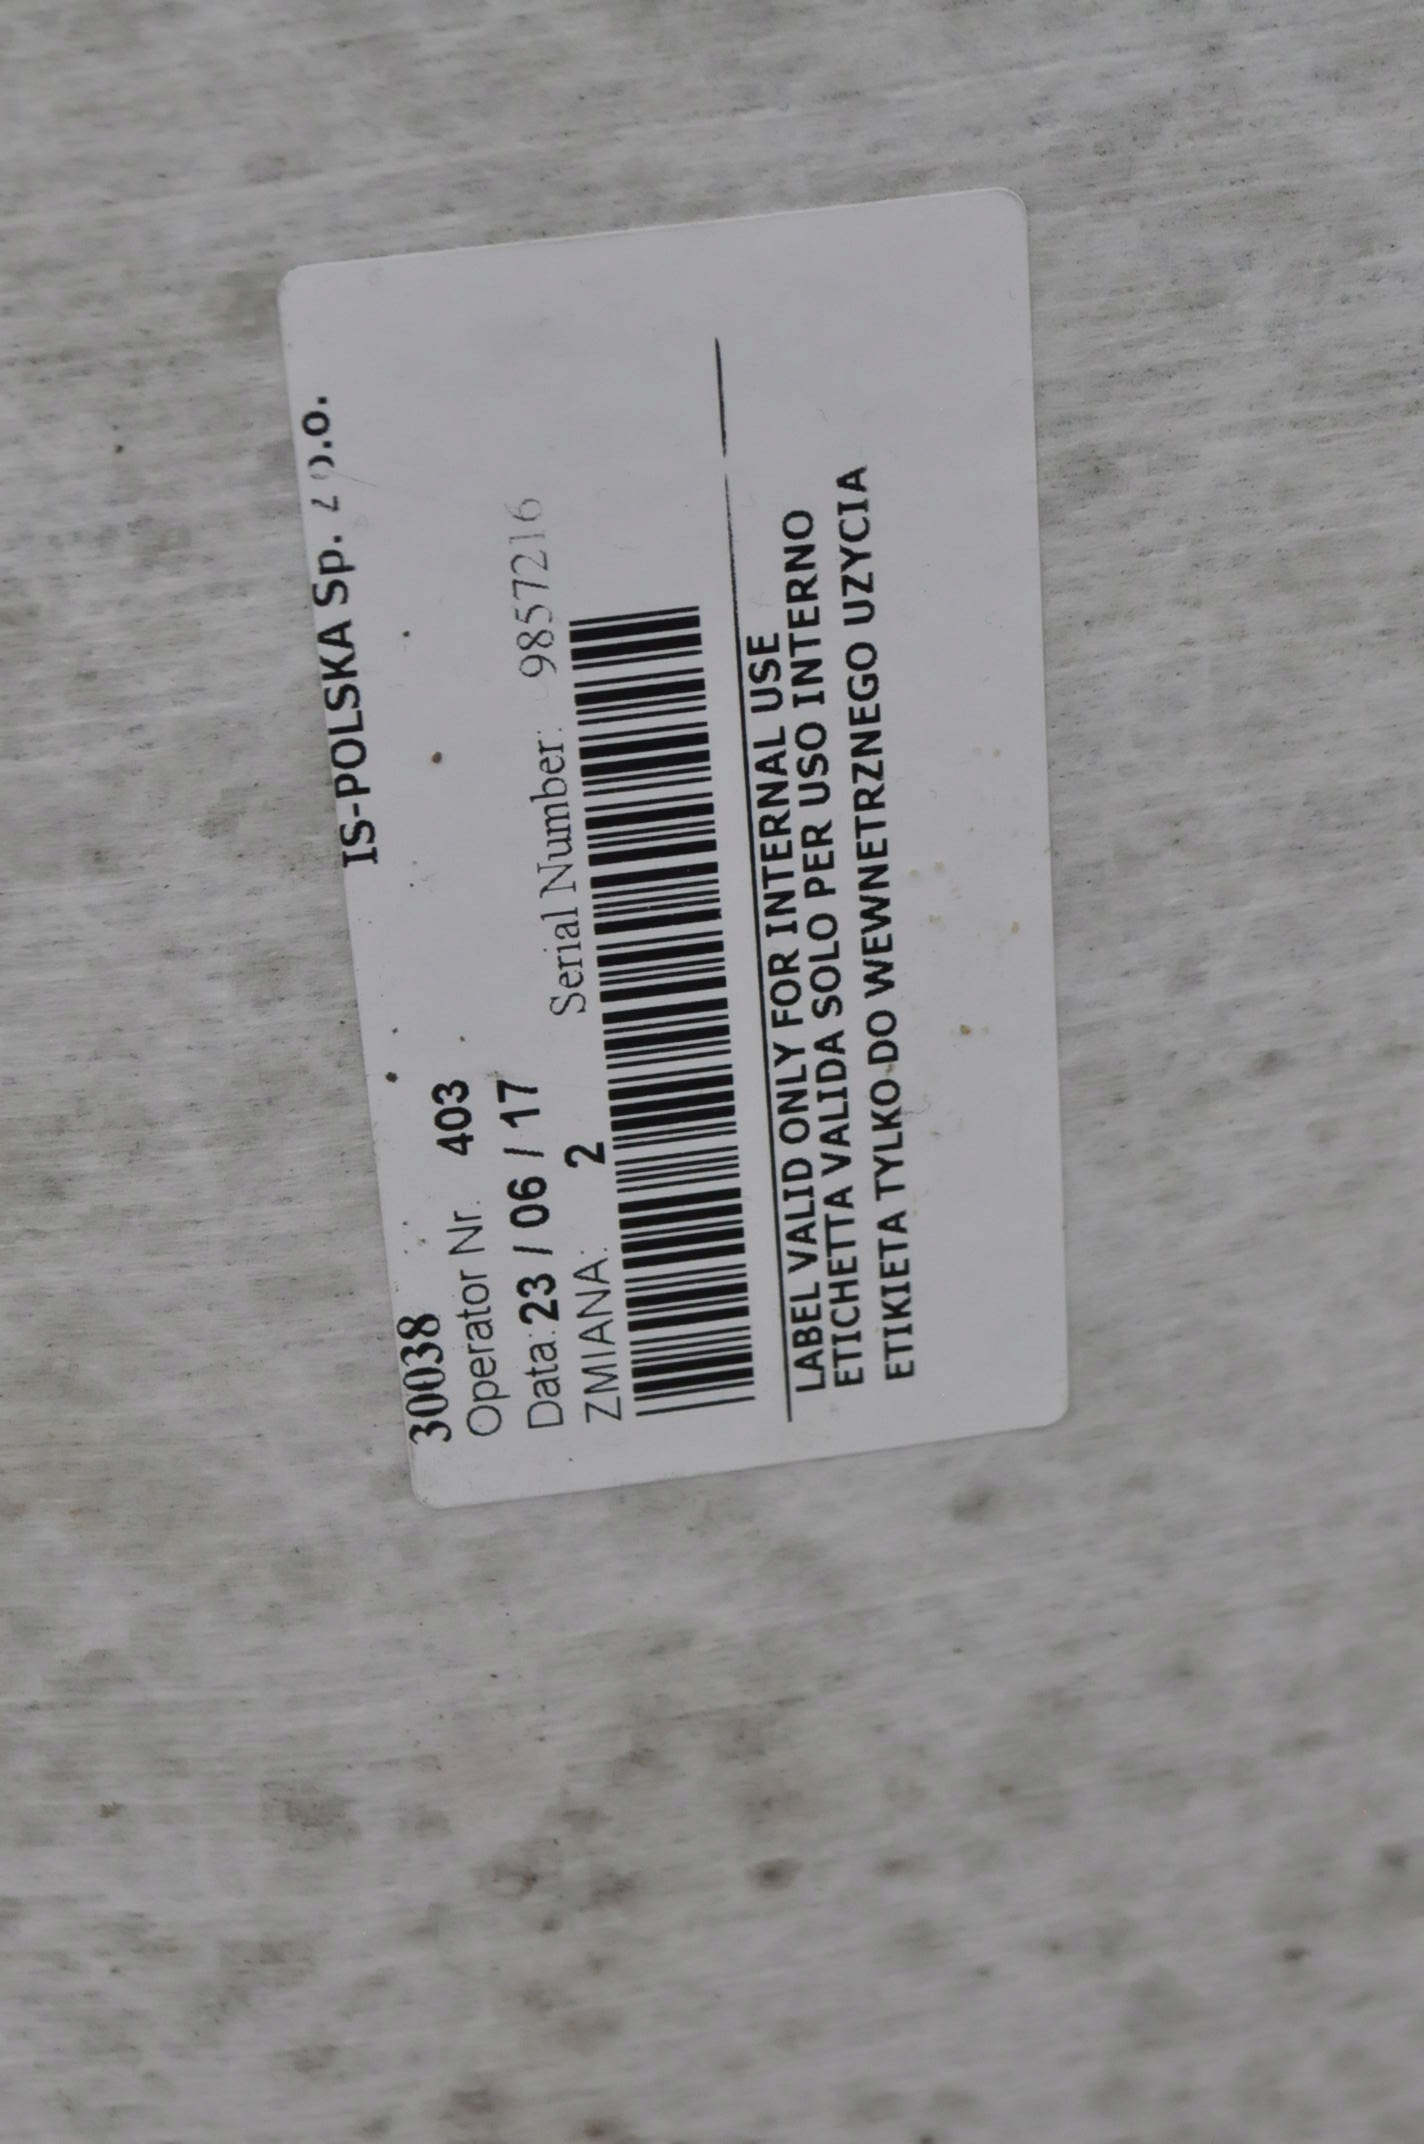 IS-POLSKA Sp. z o.o.
30038
Operator Nr. 403
Data: 23 / 06 / 17
ZMIANA: 2 Serial Number: 9857216
LABEL VALID ONLY FOR INTERNAL USE
ETICHETTA VALIDA SOLO PER USO INTERNO
ETIKIETA TYLKO DO WEWNETRZNEGO UZYCIA